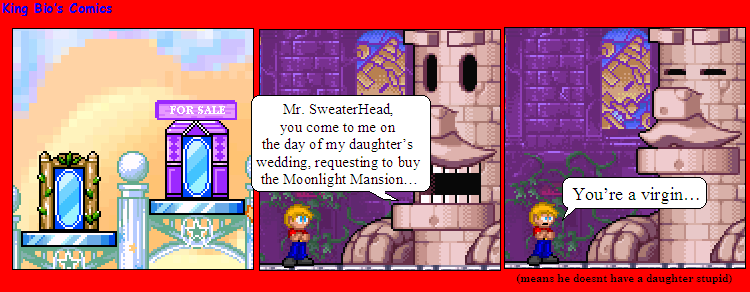 King Bio's Comics
FOR SALE
Mr. SweaterHead,
you come to me on
the day of my daughter's
wedding, requesting to buy
the Moonlight Mansion...
You're a virgin...
(means he doesnt have a daughter stupid)